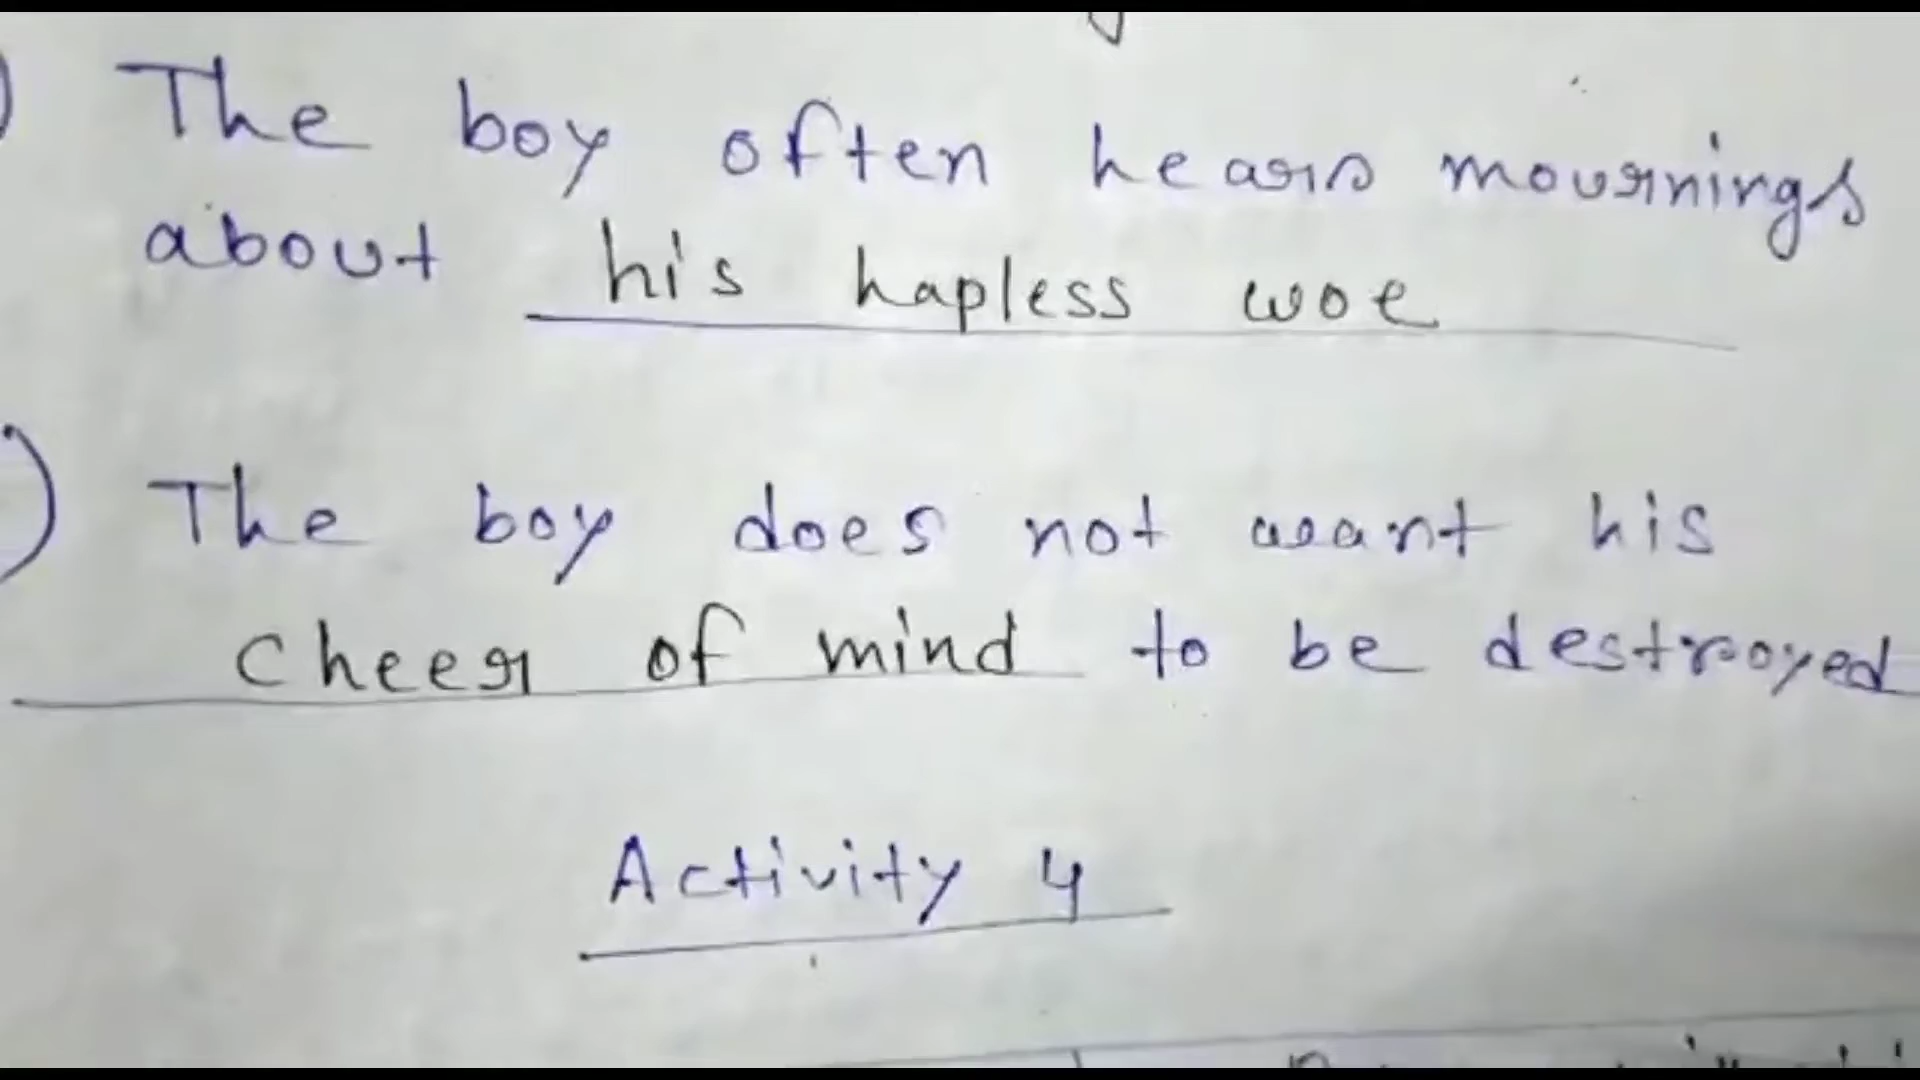 ) The boy often hears mournings
about his hapless woe
) The boy does not want his
cheer of mind to be destroyed
Activity 4